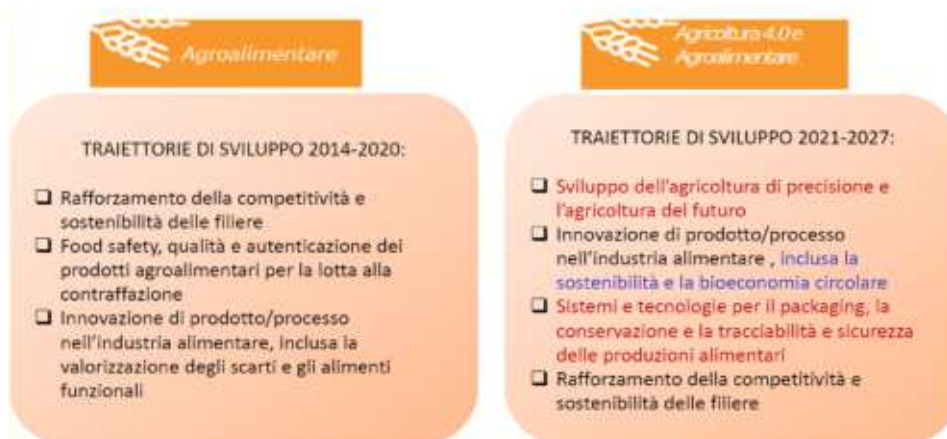 Agroalimentare
TRAIETTORIE DI SVILUPPO 2014-2020:
❑ Rafforzamento della competitività e
sostenibilità delle filiere
❑ Food safety, qualità e autenticazione dei
prodotti agroalimentari per la lotta alla
contraffazione
❑ Innovazione di prodotto/processo
nell'industria alimentare, inclusa la
valorizzazione degli scarti e gli alimenti
funzionali
Agricoltura 4.0 e
Agroalimentare
TRAIETTORIE DI SVILUPPO 2021-2027:
❑ Sviluppo dell'agricoltura di precisione e
l'agricoltura del futuro
❑ Innovazione di prodotto/processo
nell'industria alimentare , inclusa la
sostenibilità e la bioeconomia circolare
❑ Sistemi e tecnologie per il packaging, la
conservazione e la tracciabilità e sicurezza
delle produzioni alimentari
❑ Rafforzamento della competitività e
sostenibilità delle filiere